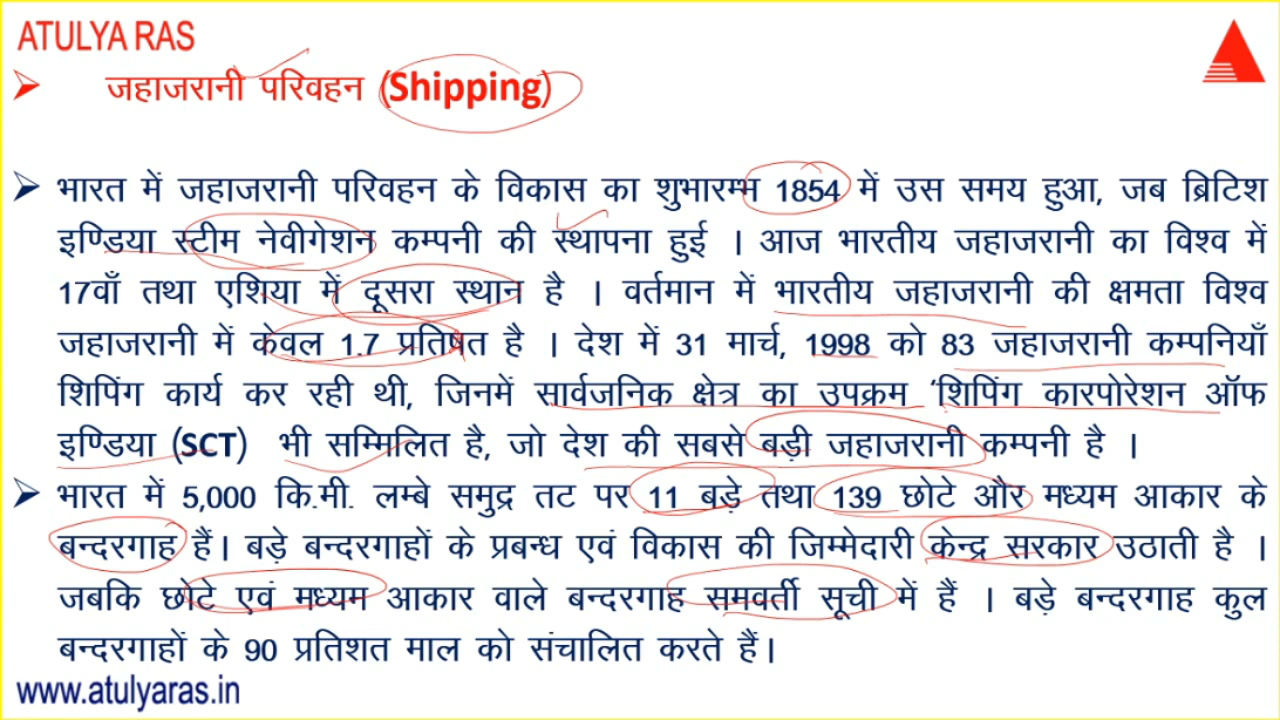 ATULYA RAS
➢ जहाजरानी परिवहन (Shipping)
➢ भारत में जहाजरानी परिवहन के विकास का शुभारम्भ 1854 में उस समय हुआ, जब ब्रिटिश
इण्डिया स्टीम नेवीगेशन कम्पनी की स्थापना हुई । आज भारतीय जहाजरानी का विश्व में
17वाँ तथा एशिया में दूसरा स्थान है । वर्तमान में भारतीय जहाजरानी की क्षमता विश्व
जहाजरानी में केवल 1.7 प्रतिषत है । देश में 31 मार्च, 1998 को 83 जहाजरानी कम्पनियाँ
शिपिंग कार्य कर रही थी, जिनमें सार्वजनिक क्षेत्र का उपक्रम ‘शिपिंग कारपोरेशन ऑफ
इण्डिया (SCT) भी सम्मिलित है, जो देश की सबसे बड़ी जहाजरानी कम्पनी है ।
➢ भारत में 5,000 कि.मी. लम्बे समुद्र तट पर 11 बड़े तथा 139 छोटे और मध्यम आकार के
बन्दरगाह हैं। बड़े बन्दरगाहों के प्रबन्ध एवं विकास की जिम्मेदारी केन्द्र सरकार उठाती है ।
जबकि छोटे एवं मध्यम आकार वाले बन्दरगाह समवर्ती सूची में हैं । बड़े बन्दरगाह कुल
बन्दरगाहों के 90 प्रतिशत माल को संचालित करते हैं।
www.atulyaras.in